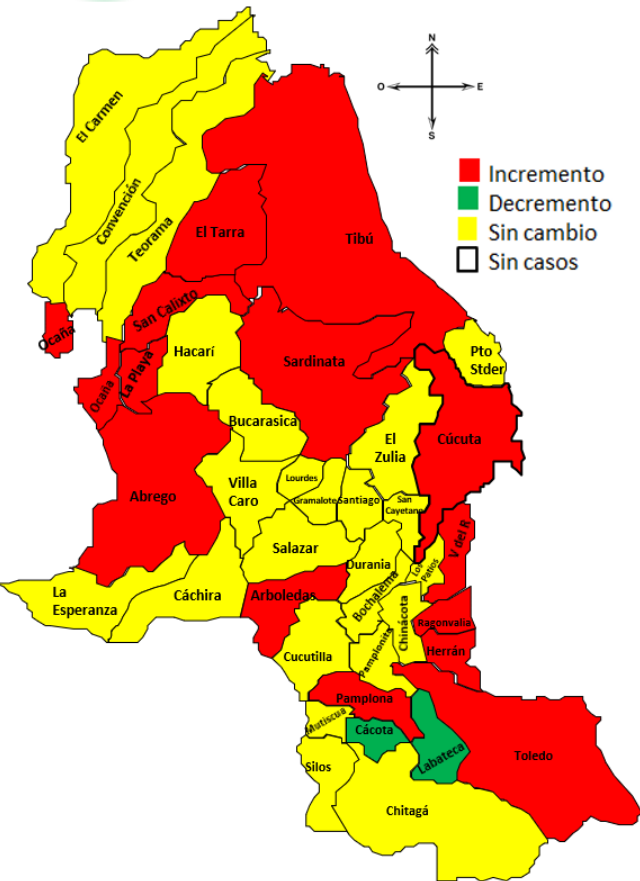 N
O
E
S
Incremento
Decremento
Sin cambio
Sin casos
El Carmen
Convención
Teorama
El Tarra
Tibú
San Calixto
Ocaña
Hacarí
Sardinata
Pto
Stder
La Playa
Ocaña
Bucarasica
El
Zulia
Cúcuta
Villa
Caro
Lourdes
Gramalote
Santiago
San
Cayetano
Abrego
Salazar
Durania
Los
Patios
V del R
La
Esperanza
Cáchira
Arboledas
Bochalema
Chinácota
Ragonvalia
Herrán
Cucutilla
Pamplonita
Pamplona
Mutiscua
Cácota
Labateca
Toledo
Silos
Chitagá